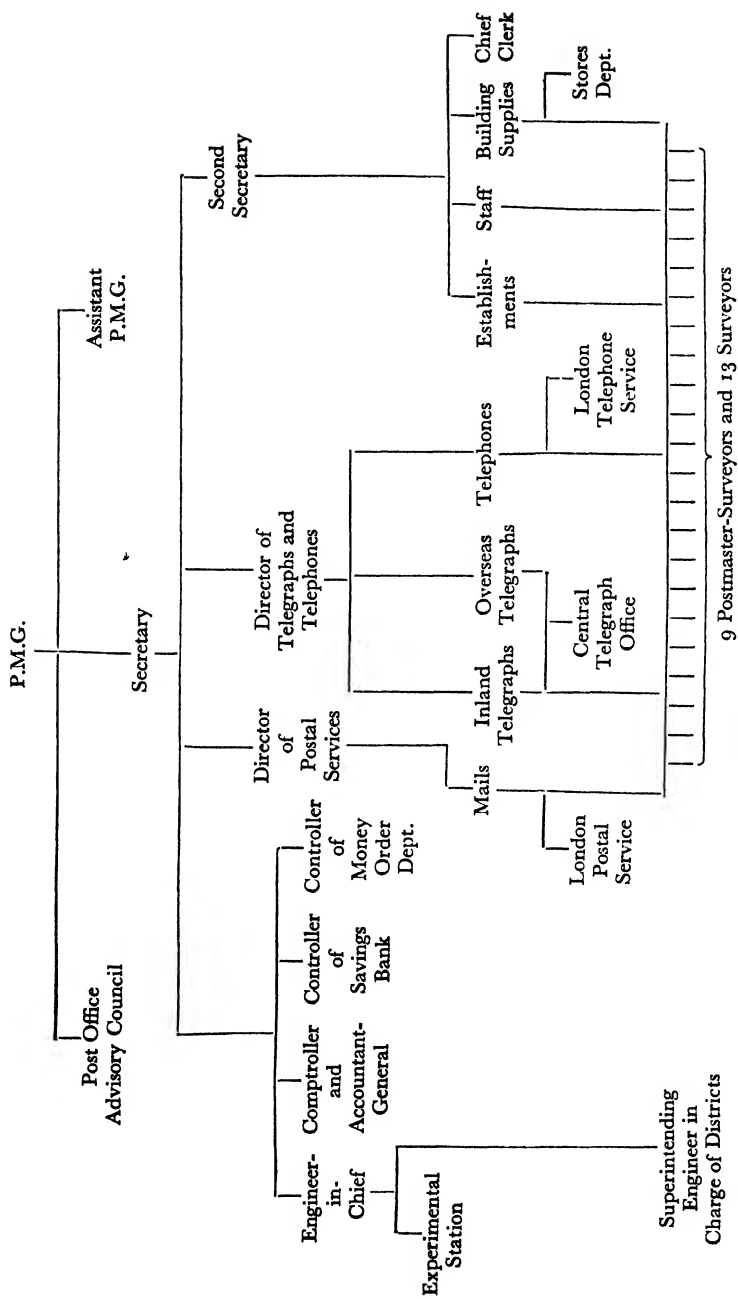 P.M.G.
Post Office
Advisory Council
Assistant
P.M.G.
Secretary
Director
of
Postal
Services
Director of
Telegraphs and
Telephones
Second
Secretary
Engineer-
in-
Chief
Comptroller
and
Accountant-
General
Controller
of
Savings
Bank
Controller
of
Money
Order
Dept.
Mails
Inland
Telegraphs
Overseas
Telegraphs
Telephones
Establish-
ments
Staff
Building
Supplies
Chief
Clerk
Experimental
Station
London
Postal
Service
Central
Telegraph
Office
London
Telephone
Service
Stores
Dept.
Superintending
Engineer in
Charge of Districts
9 Postmaster-Surveyors and 13 Surveyors